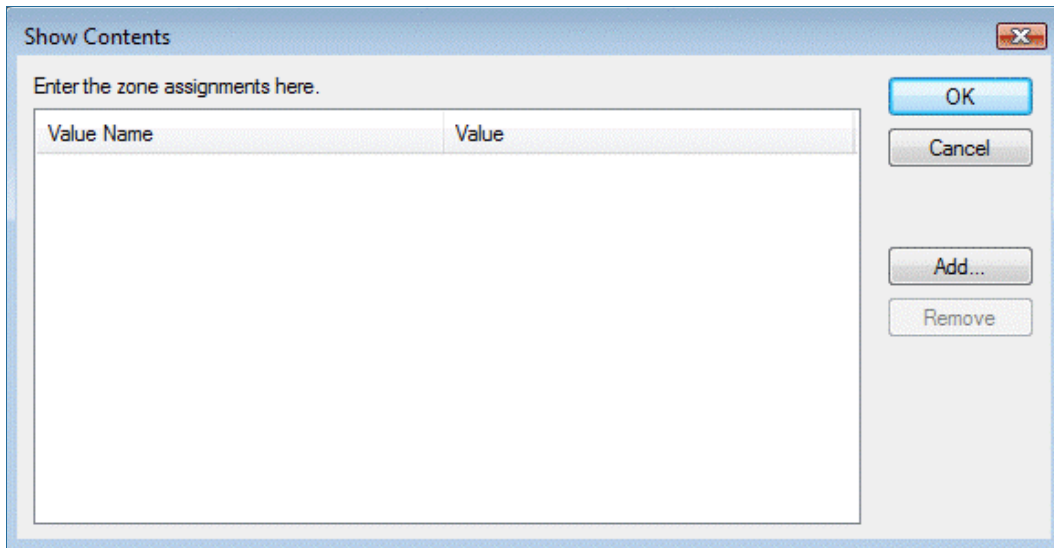 Show Contents
Enter the zone assignments here.
OK
Value Name Value
Cancel
Add...
Remove